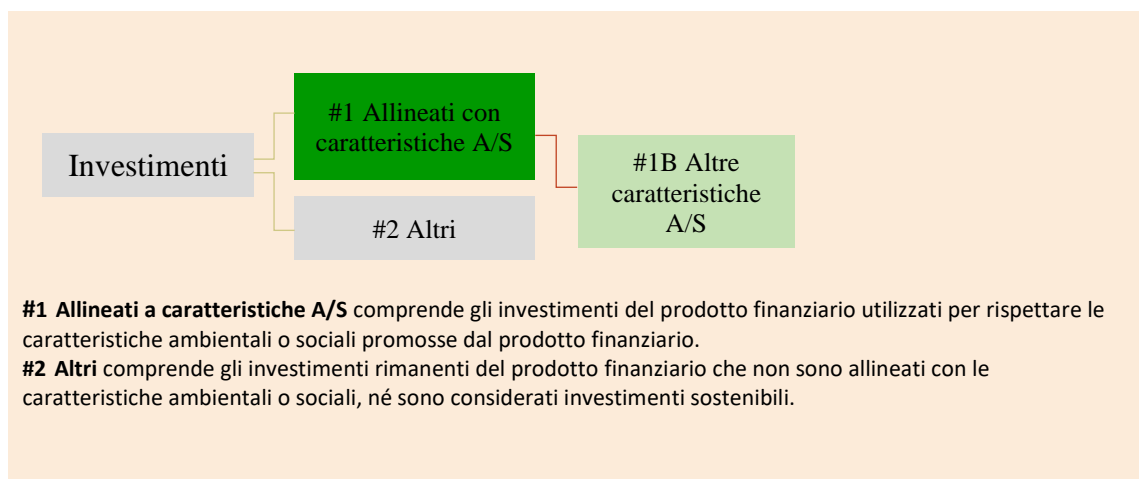 Investimenti
#1 Allineati con
caratteristiche A/S
#2 Altri
#1B Altre
caratteristiche
A/S
#1 Allineati a caratteristiche A/S comprende gli investimenti del prodotto finanziario utilizzati per rispettare le
caratteristiche ambientali o sociali promosse dal prodotto finanziario.
#2 Altri comprende gli investimenti rimanenti del prodotto finanziario che non sono allineati con le
caratteristiche ambientali o sociali, né sono considerati investimenti sostenibili.